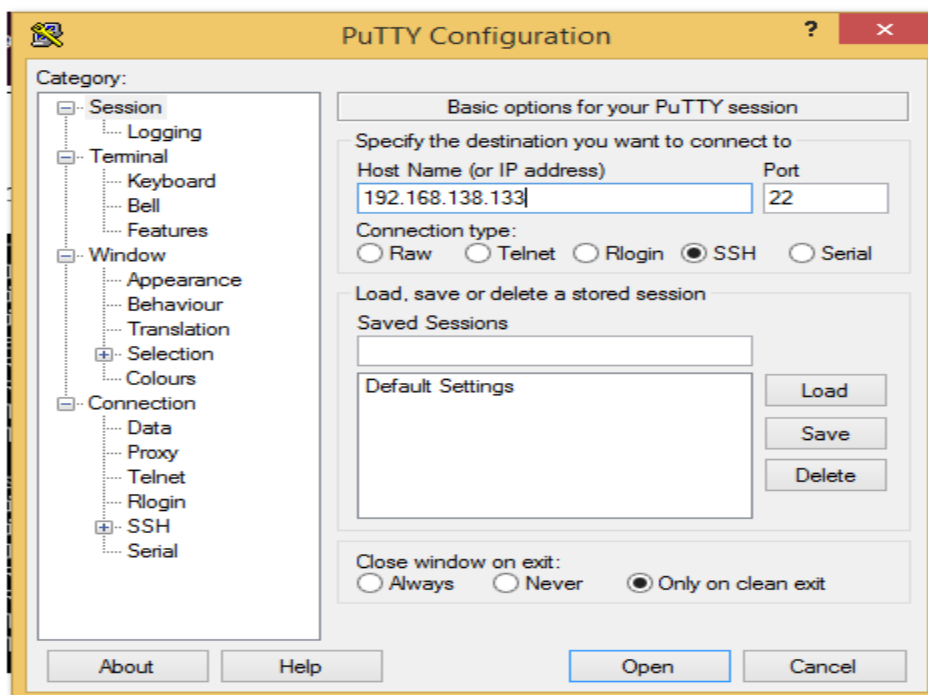 PuTTY Configuration ? ×
Category:
Session
Logging
Terminal
Keyboard
Bell
Features
Window
Appearance
Behaviour
Translation
Selection
Colours
Connection
Data
Proxy
Telnet
Rlogin
SSH
Serial
Basic options for your PuTTY session
Specify the destination you want to connect to
Host Name (or IP address) Port
192.168.138.133 22
Connection type:
Raw Telnet Rlogin SSH Serial
Load, save or delete a stored session
Saved Sessions
Default Settings
Load
Save
Delete
Close window on exit:
Always Never Only on clean exit
About Help Open Cancel